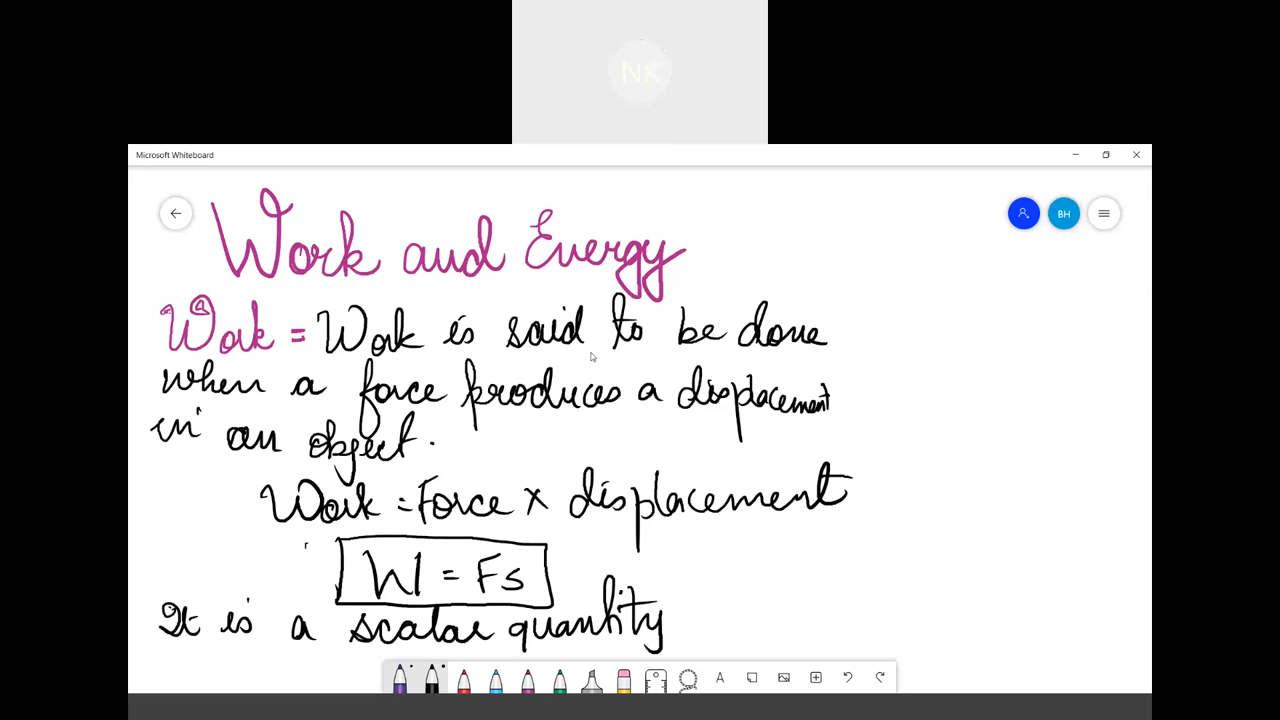 NK
Microsoft Whiteboard
BH
Work and Energy
Work = Work is said to be done
when a force produces a displacement
in an object.
Work = Force x displacement
W = Fs
It is a scalar quantity
A